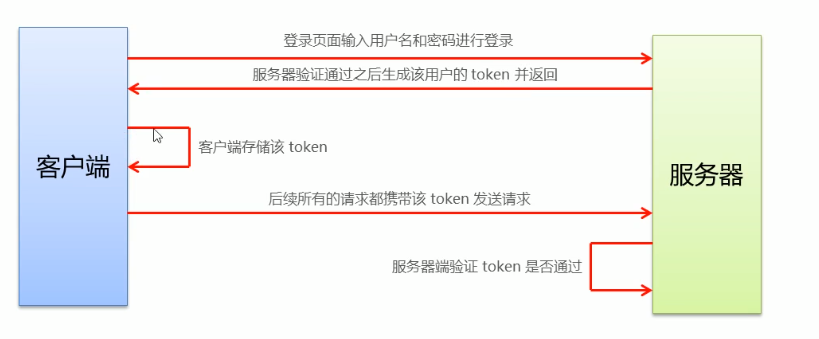 登录页面输入用户名和密码进行登录
服务器验证通过之后生成该用户的 token 并返回
客户端
客户端存储该 token
服务器
后续所有的请求都携带该 token 发送请求
服务器端验证 token 是否通过